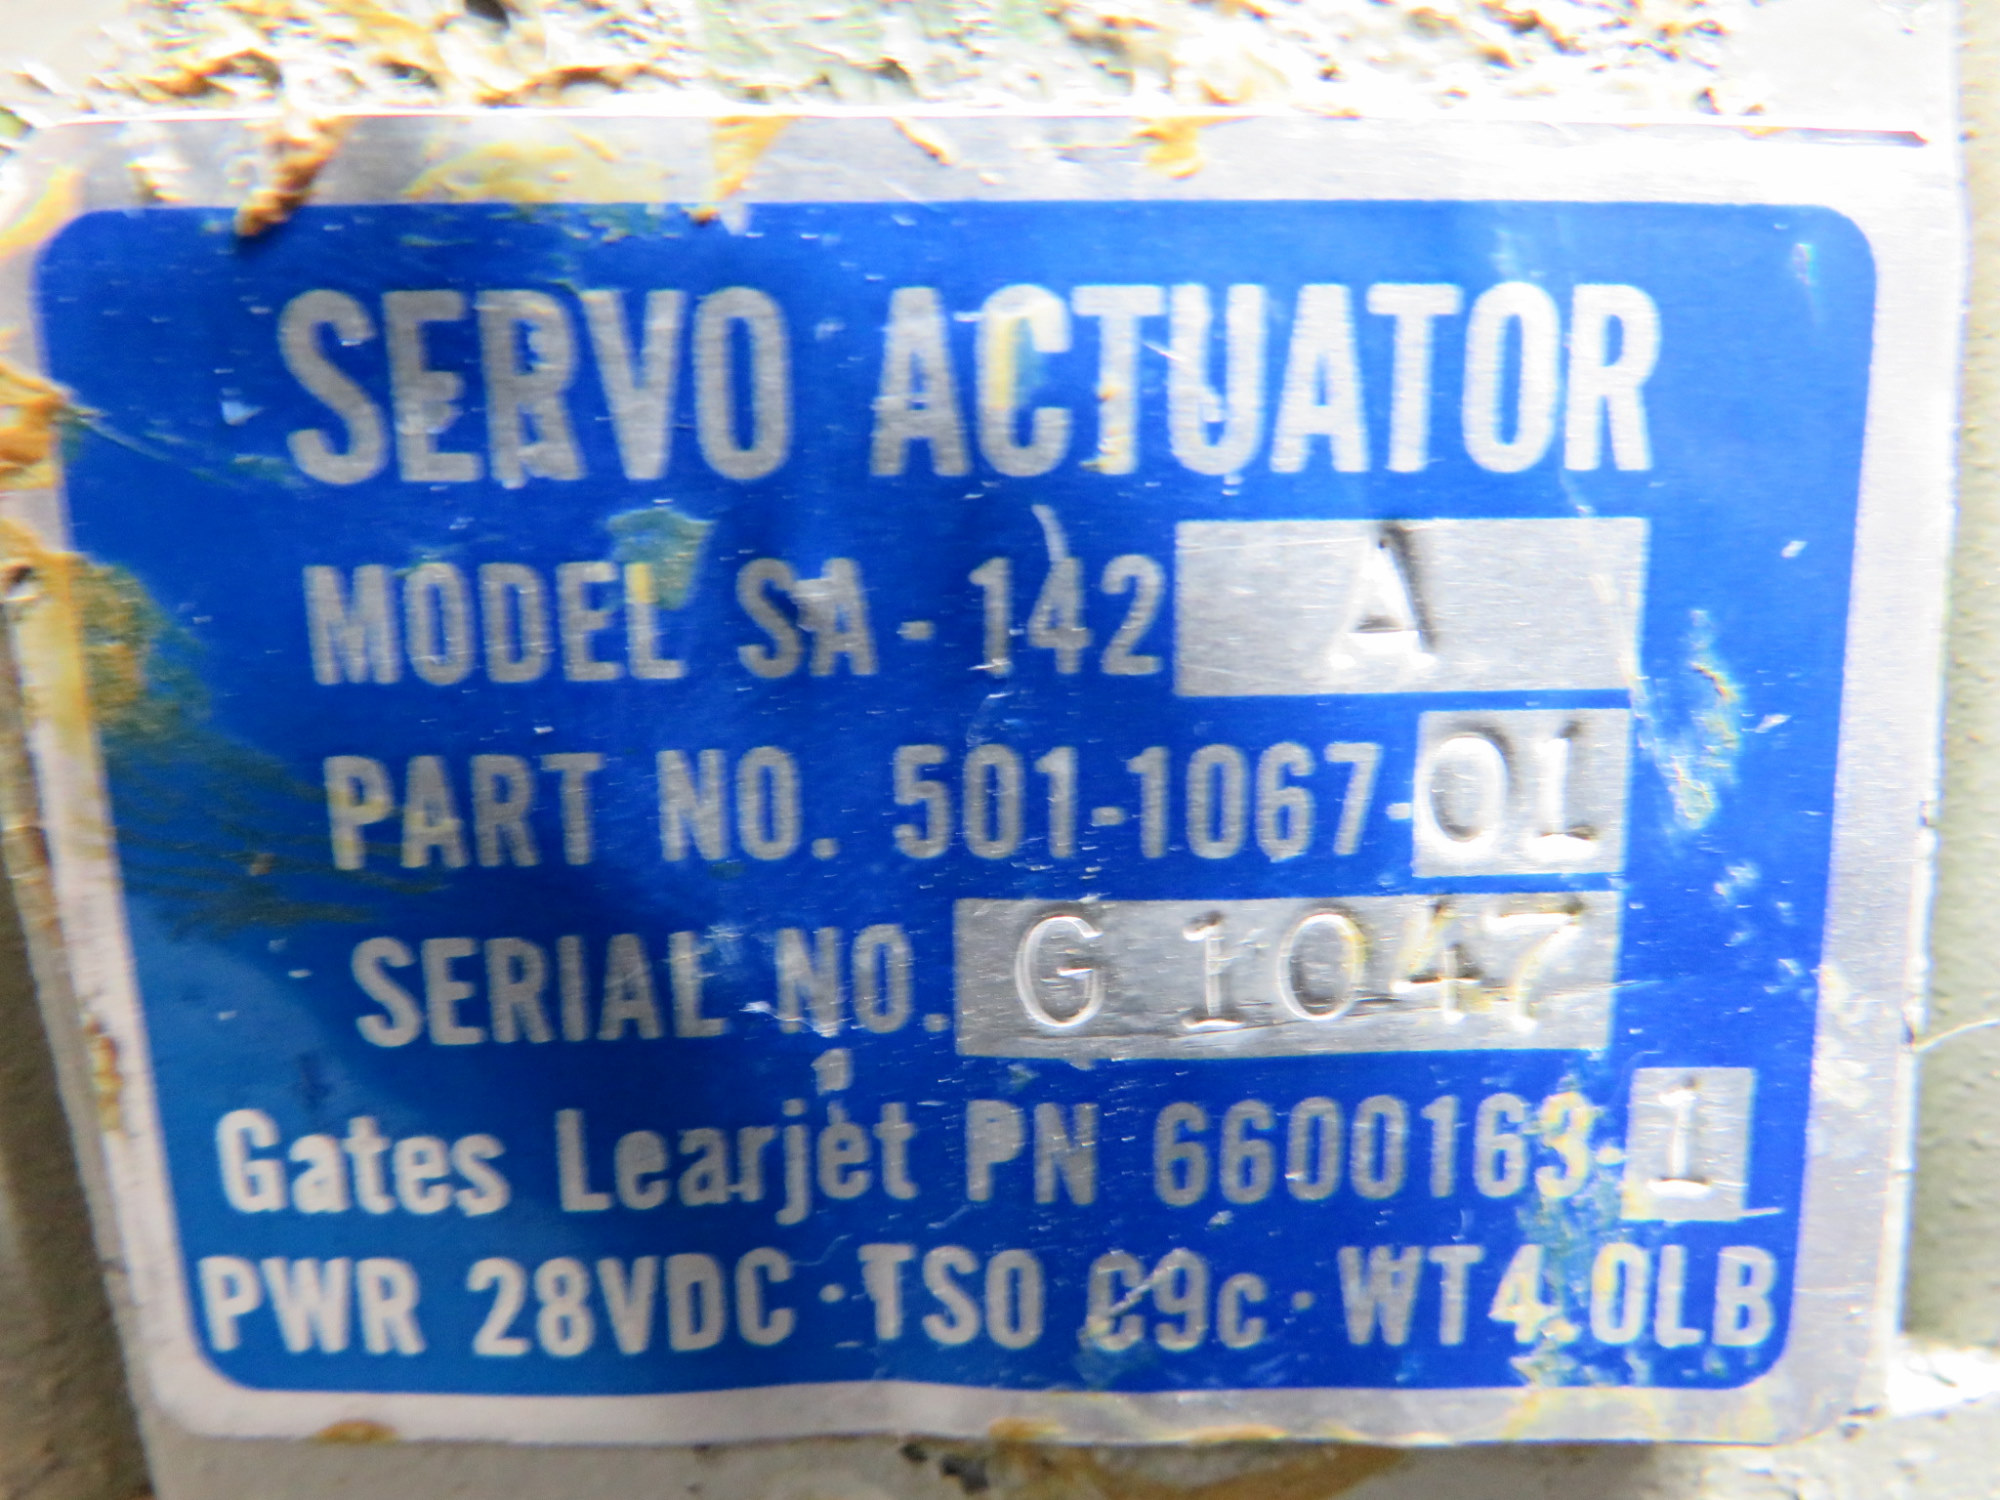 SERVO ACTUATOR
MODEL SA-142 A
PART NO. 501-1067-01
SERIAL NO. G 1047
Gates Learjet PN 6600163-1
PWR 28VDC · TSO C9c · WT 4.0LB